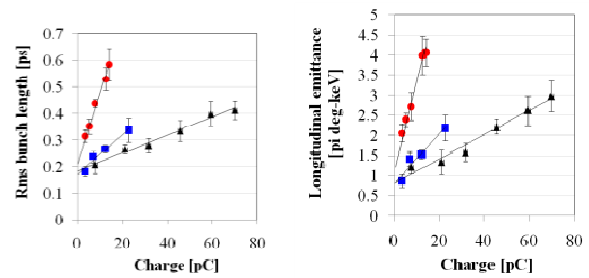 Rms bunch length [ps]
0.7
0.6
0.5
0.4
0.3
0.2
0.1
0
0 20 40 60 80
Charge [pC]
Longitudinal emittance
[pi deg-keV]
5
4.5
4
3.5
3
2.5
2
1.5
1
0.5
0
0 20 40 60 80
Charge [pC]